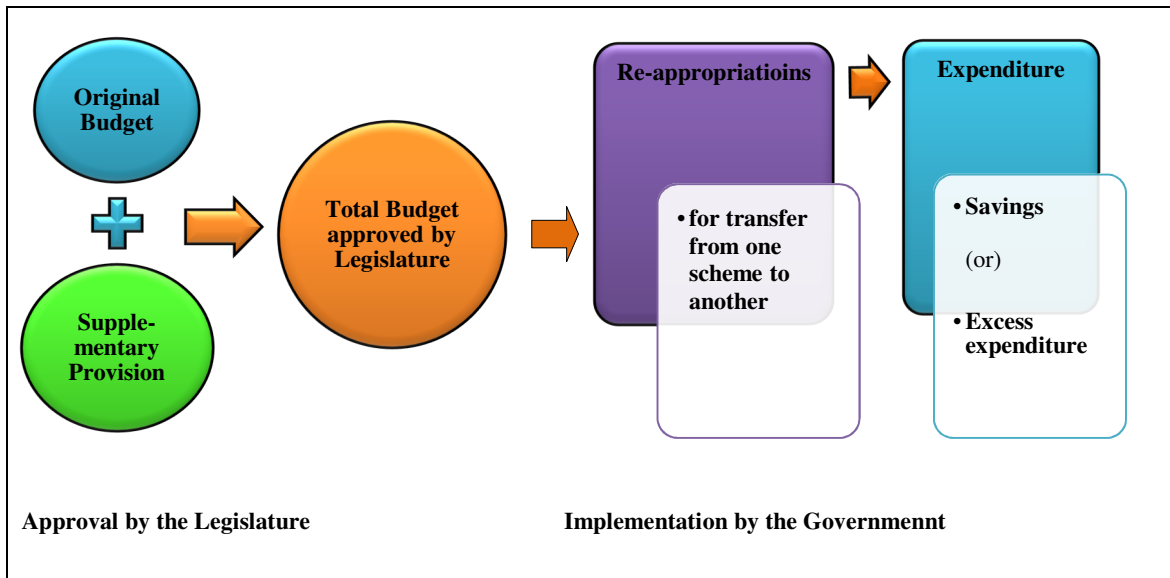 Original
Budget
Supple-
mentary
Provision
Total Budget
approved by
Legislature
Re-appropriatioins
• for transfer
from one
scheme to
another
Expenditure
• Savings
(or)
• Excess
expenditure
Approval by the Legislature
Implementation by the Governmennt